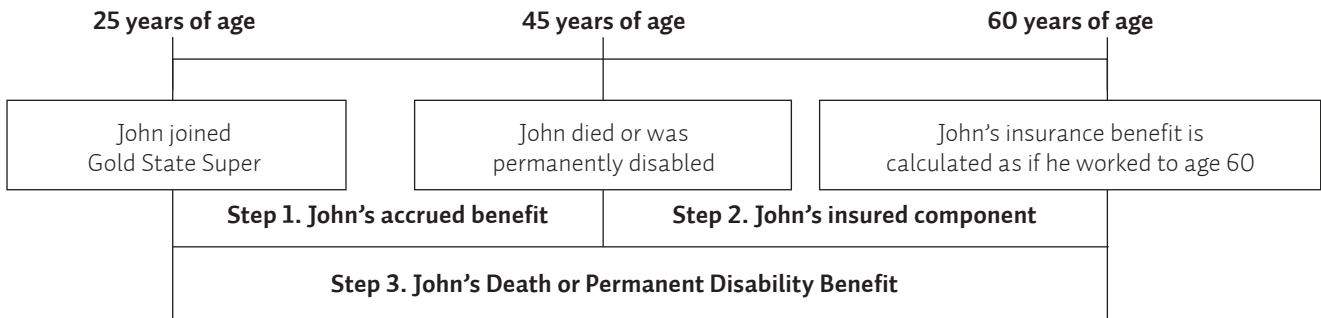 25 years of age
45 years of age
60 years of age
John joined
Gold State Super
John died or was
permanently disabled
John’s insurance benefit is
calculated as if he worked to age 60
Step 1. John’s accrued benefit
Step 2. John’s insured component
Step 3. John’s Death or Permanent Disability Benefit